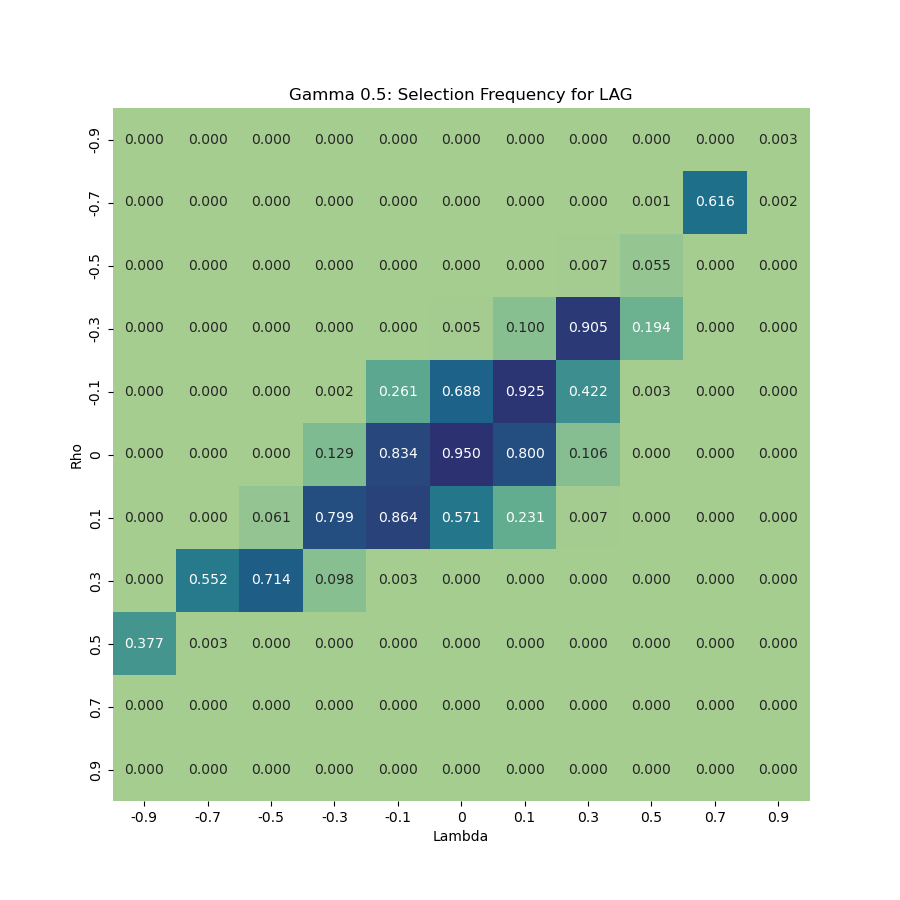 Gamma 0.5: Selection Frequency for LAG
-0.9 0.000 0.000 0.000 0.000 0.000 0.000 0.000 0.000 0.000 0.000 0.003
-0.7 0.000 0.000 0.000 0.000 0.000 0.000 0.000 0.000 0.001 0.616 0.002
-0.5 0.000 0.000 0.000 0.000 0.000 0.000 0.000 0.007 0.055 0.000 0.000
-0.3 0.000 0.000 0.000 0.000 0.000 0.005 0.100 0.905 0.194 0.000 0.000
-0.1 0.000 0.000 0.000 0.002 0.261 0.688 0.925 0.422 0.003 0.000 0.000
Rho
0 0.000 0.000 0.000 0.129 0.834 0.950 0.800 0.106 0.000 0.000 0.000
0.1 0.000 0.000 0.061 0.799 0.864 0.571 0.231 0.007 0.000 0.000 0.000
0.3 0.000 0.552 0.714 0.098 0.003 0.000 0.000 0.000 0.000 0.000 0.000
0.5 0.377 0.003 0.000 0.000 0.000 0.000 0.000 0.000 0.000 0.000 0.000
0.7 0.000 0.000 0.000 0.000 0.000 0.000 0.000 0.000 0.000 0.000 0.000
0.9 0.000 0.000 0.000 0.000 0.000 0.000 0.000 0.000 0.000 0.000 0.000
-0.9 -0.7 -0.5 -0.3 -0.1 0 0.1 0.3 0.5 0.7 0.9
Lambda